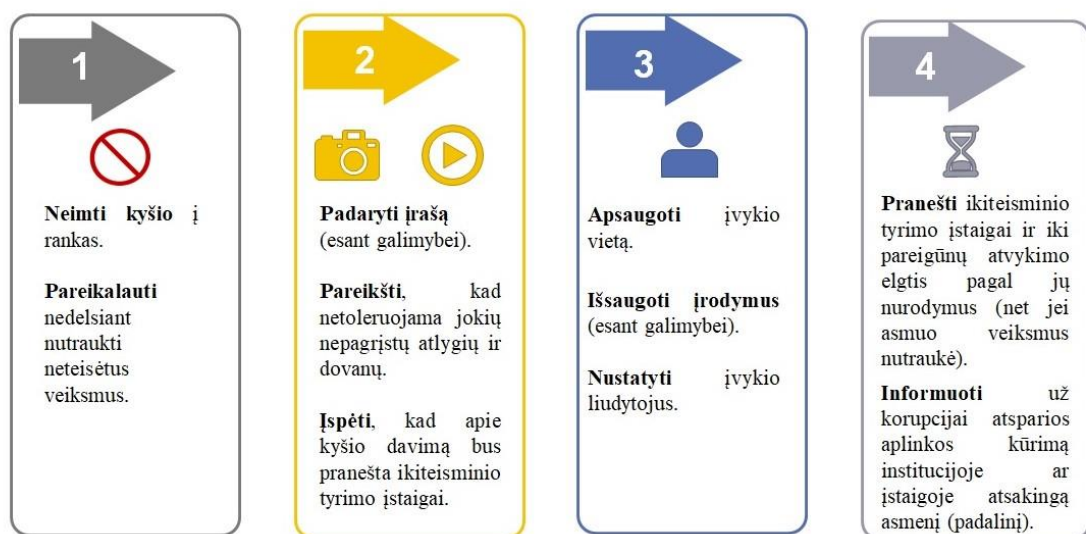 1
Neimti kyšio į
rankas.
Pareikalauti
nedelsiant
nutraukti
neteisėtus
veiksmus.
2
Padaryti įrašą
(esant galimybei).
Pareikšti, kad
netoleruojama jokių
nepagrįstų atlygių ir
dovanų.
Įspėti, kad apie
kyšio davimą bus
pranešta ikiteisminio
tyrimo įstaigai.
3
Apsaugoti įvykio
vietą.
Išsaugoti įrodymus
(esant galimybei).
Nustatyti įvykio
liudytojus.
4
Pranešti ikiteisminio
tyrimo įstaigai ir iki
pareigūnų atvykimo
elgtis pagal jų
nurodymus (net jei
asmuo veiksmus
nutraukė).
Informuoti už
korupcijai atsparios
aplinkos kūrimą
institucijoje ar
įstaigoje atsakingą
asmenį (padalinį).